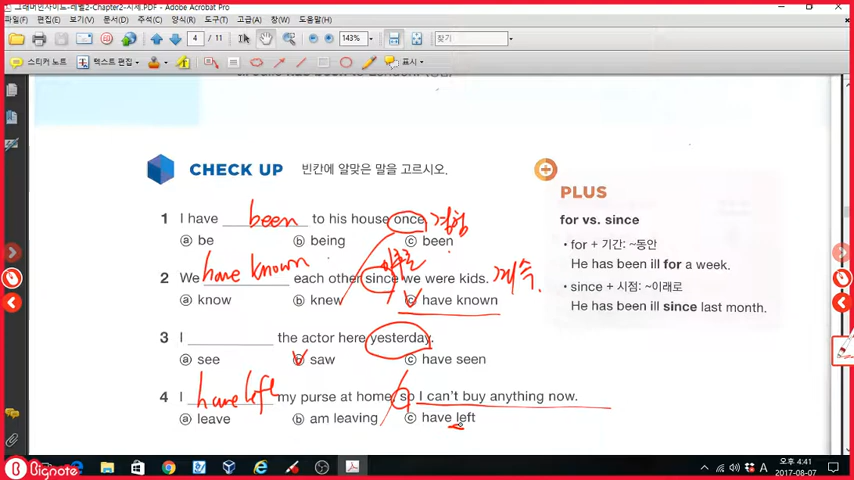 그래머인사이트-레벨2-Chapter2-시제.PDF - Adobe Acrobat Pro
파일(F) 편집(E) 보기(V) 문서(D) 주석(C) 양식(R) 도구(T) 고급(A) 창(W) 도움말(H)
4 / 11 143% 찾기
스티커 노트 텍스트 편집 표시
CHECK UP 빈칸에 알맞은 말을 고르시오.
1 I have been to his house once. 경험
ⓐ be ⓑ being ⓒ been
이후로
2 We have known each other since we were kids. 계속.
ⓐ know ⓑ knew ⓒ have known
3 I ________ the actor here yesterday.
ⓐ see ⓑ saw ⓒ have seen
4 I have left my purse at home, so I can't buy anything now.
ⓐ leave ⓑ am leaving ⓒ have left
PLUS
for vs. since
• for + 기간: ~동안
He has been ill for a week.
• since + 시점: ~이래로
He has been ill since last month.
Bignote
A 오후 4:41
2017-08-07